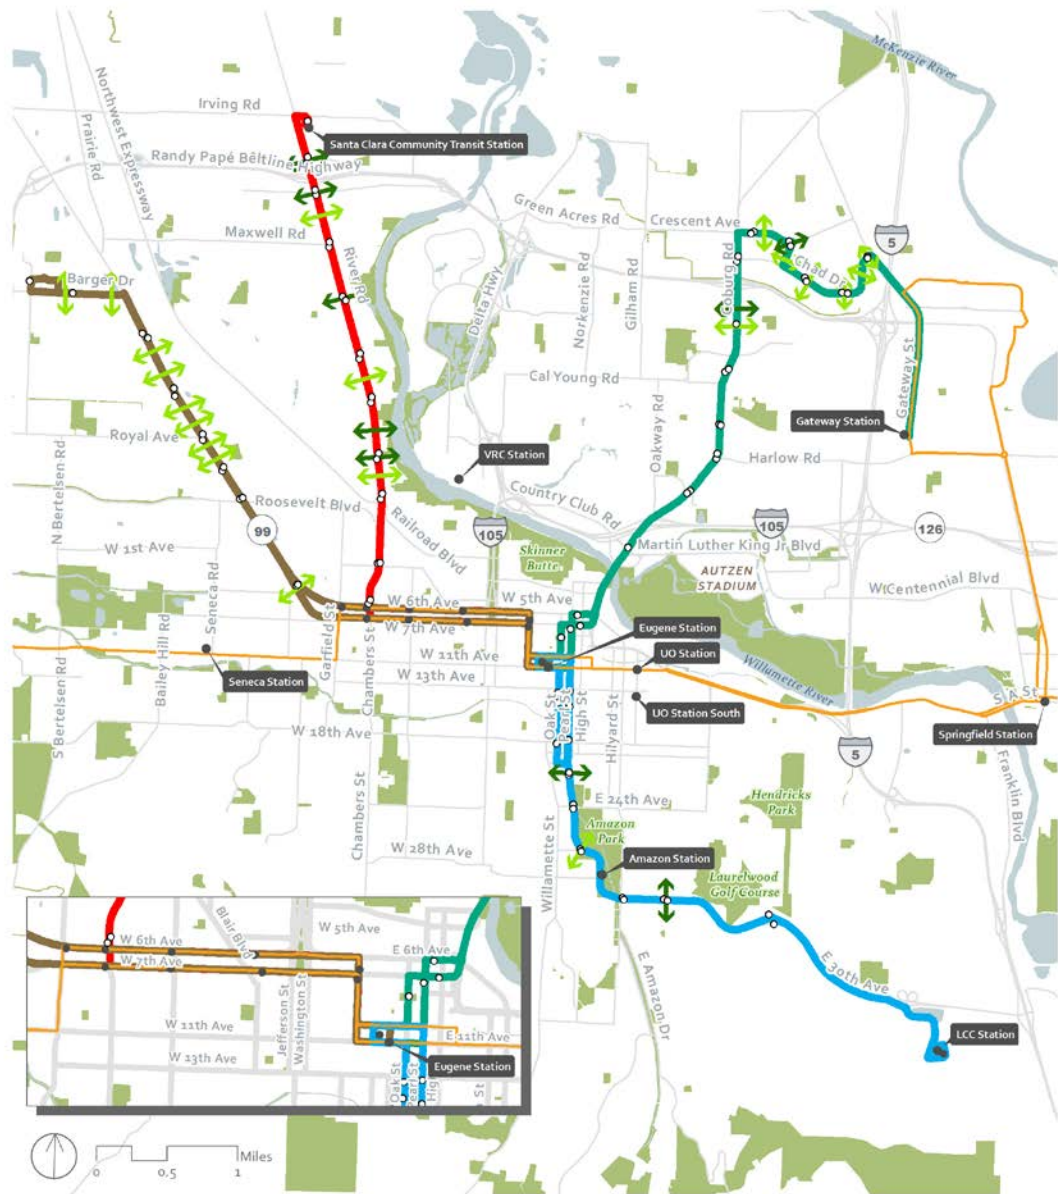 McKenzie River
Irving Rd
Northwest Expressway
Prairie Rd
Santa Clara Community Transit Station
Randy Papé Beltline Highway
Green Acres Rd
Crescent Ave
5
Maxwell Rd
River Rd
Delta Hwy
Norkenzie Rd
Gilham Rd
Coburg Rd
Chad Dr
Barger Dr
Cal Young Rd
Gateway St
Gateway Station
Royal Ave
N Bertelsen Rd
VRC Station
Oakway Rd
Harlow Rd
Roosevelt Blvd
Country Club Rd
Railroad Blvd
99
105
105
126
W 1st Ave
Seneca Rd
Skinner
Butte
Martin Luther King Jr Blvd
AUTZEN
STADIUM
W Centennial Blvd
W 6th Ave
W 5th Ave
W 7th Ave
Eugene Station
Garfield St
Chambers St
W 11th Ave
UO Station
Bailey Hill Rd
Seneca Station
W 13th Ave
Willamette River
S A St
S Bertelsen Rd
UO Station South
Oak St
Pearl St
High St
Hilyard St
W 18th Ave
Springfield Station
5
Franklin Blvd
Chambers St
E 24th Ave
Hendricks
Park
Willamette St
Amazon
Park
W 28th Ave
Amazon Station
Laurelwood
Golf Course
E 30th Ave
E Amazon Dr
LCC Station
W 6th Ave
Blair Blvd
W 5th Ave
E 6th Ave
W 7th Ave
Jefferson St
Washington St
W 11th Ave
E 11th Ave
W 13th Ave
Eugene Station
Oak St
Pearl St
High
St
0
0.5
1
Miles